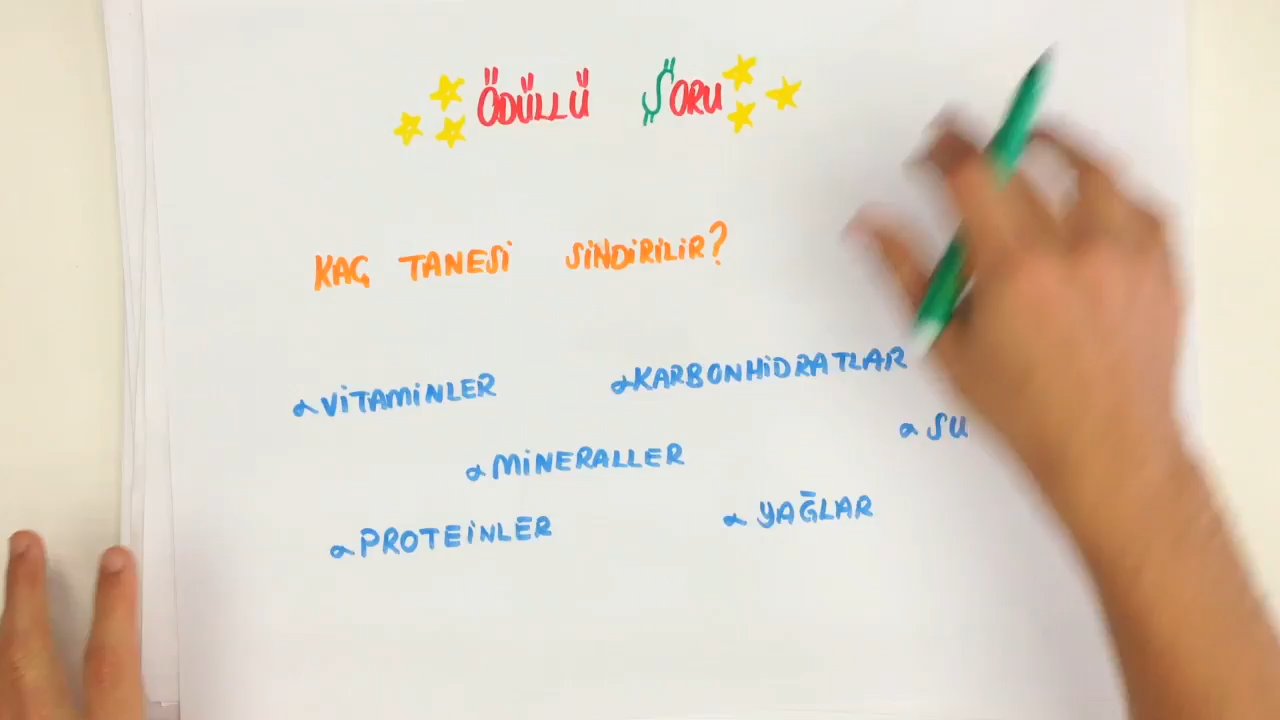 ÖDÜLLÜ SORU
KAÇ TANESİ SİNDİRİLİR?
VİTAMİNLER
KARBONHİDRATLAR
SU
MİNERALLER
YAĞLAR
PROTEİNLER